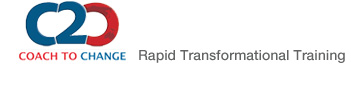 C2C
COACH TO CHANGE
Rapid Transformational Training